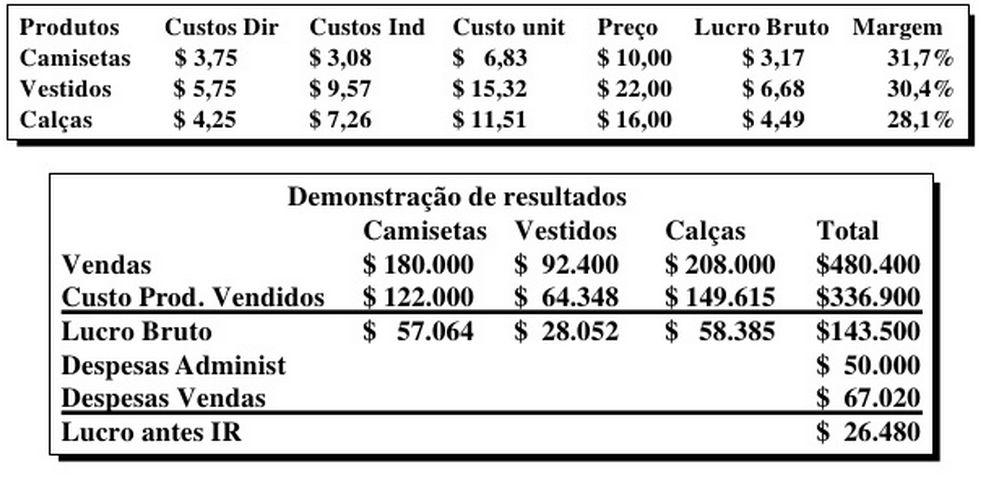 Produtos Custos Dir Custos Ind Custo unit Preço Lucro Bruto Margem
Camisetas $ 3,75 $ 3,08 $ 6,83 $ 10,00 $ 3,17 31,7%
Vestidos $ 5,75 $ 9,57 $ 15,32 $ 22,00 $ 6,68 30,4%
Calças $ 4,25 $ 7,26 $ 11,51 $ 16,00 $ 4,49 28,1%
Demonstração de resultados
Camisetas Vestidos Calças Total
Vendas $ 180.000 $ 92.400 $ 208.000 $480.400
Custo Prod. Vendidos $ 122.000 $ 64.348 $ 149.615 $336.900
Lucro Bruto $ 57.064 $ 28.052 $ 58.385 $143.500
Despesas Administ $ 50.000
Despesas Vendas $ 67.020
Lucro antes IR $ 26.480